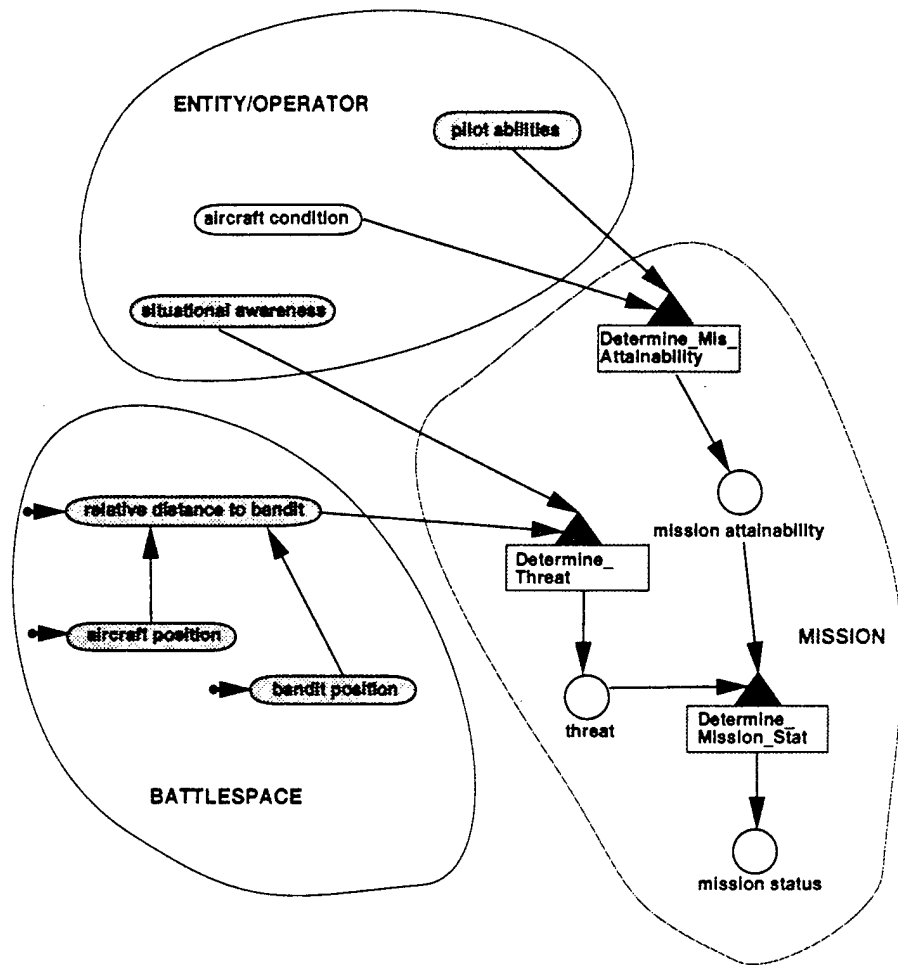 ENTITY/OPERATOR
pilot abilities
aircraft condition
situational awareness
Determine_Mis_
Attainability
relative distance to bandit
mission attainability
Determine_
Threat
aircraft position
MISSION
bandit position
threat
Determine_
Mission_Stat
BATTLESPACE
mission status